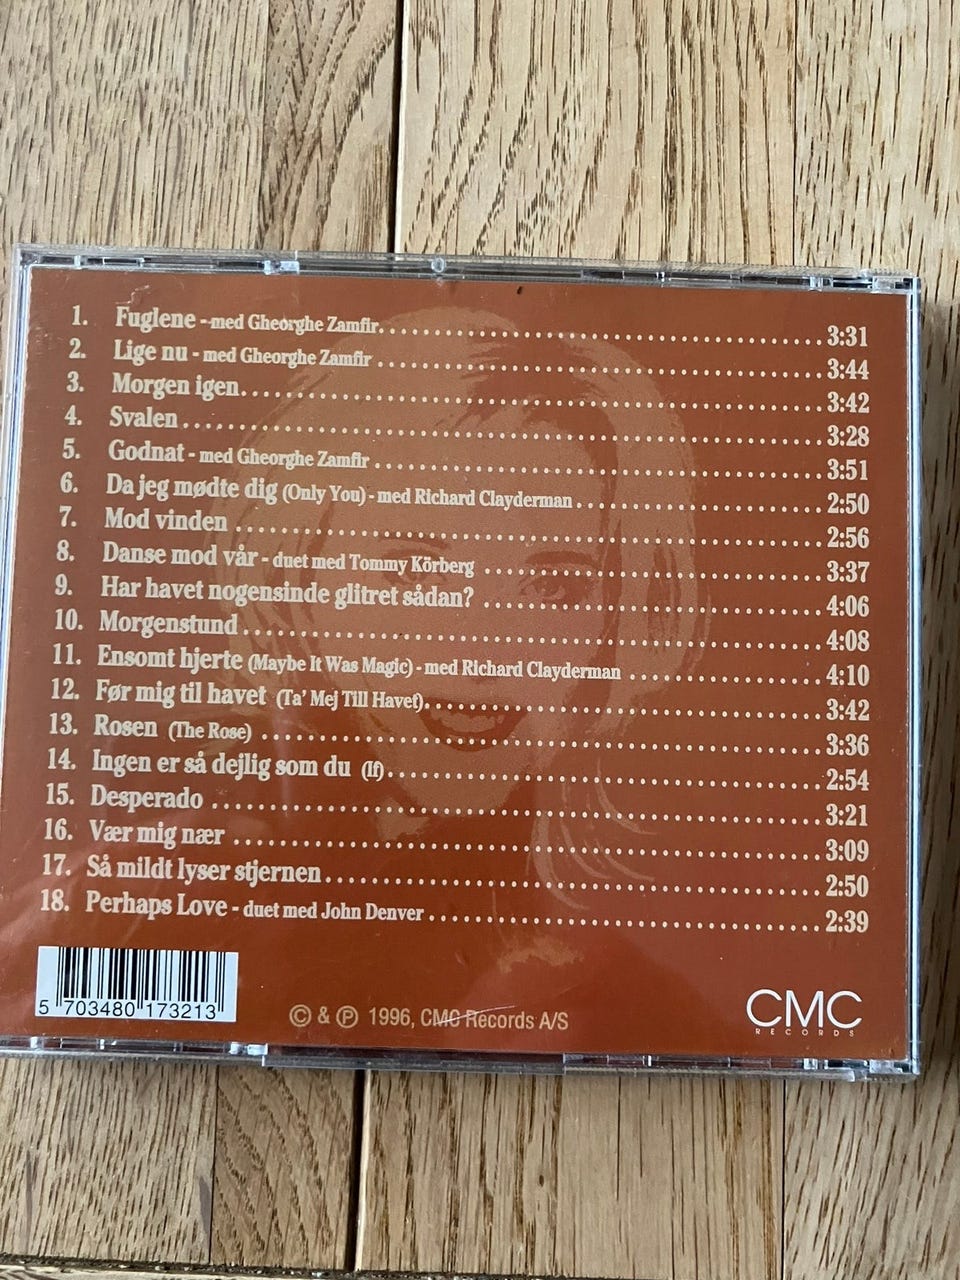 1. Fuglene - med Gheorghe Zamfir. 3:31
2. Lige nu - med Gheorghe Zamfir 3:44
3. Morgen igen 3:42
4. Svalen 3:28
5. Godnat - med Gheorghe Zamfir 3:51
6. Da jeg mødte dig (Only You) - med Richard Clayderman 2:50
7. Mod vinden 2:56
8. Danse mod vår - duet med Tommy Körberg 3:37
9. Har havet nogensinde glitret sådan? 4:06
10. Morgenstund 4:08
11. Ensomt hjerte (Maybe It Was Magic) - med Richard Clayderman 4:10
12. Før mig til havet (Ta' Mej Till Havet) 3:42
13. Rosen (The Rose) 3:36
14. Ingen er så dejlig som du (If) 2:54
15. Desperado 3:21
16. Vær mig nær 3:09
17. Så mildt lyser stjernen 2:50
18. Perhaps Love - duet med John Denver 2:39
5 703480 173213
© & ℗ 1996, CMC Records A/S
CMC
RECORDS